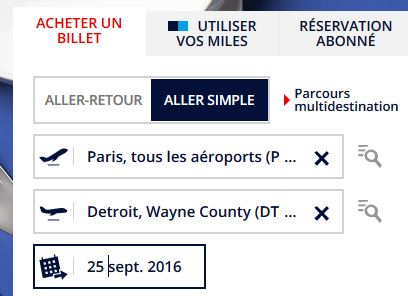 ACHETER UN
BILLET
UTILISER
VOS MILES
RÉSERVATION
ABONNÉ
ALLER-RETOUR
ALLER SIMPLE
Parcours
multidestination
Paris, tous les aéroports (P ...
Detroit, Wayne County (DT ...
25 sept. 2016